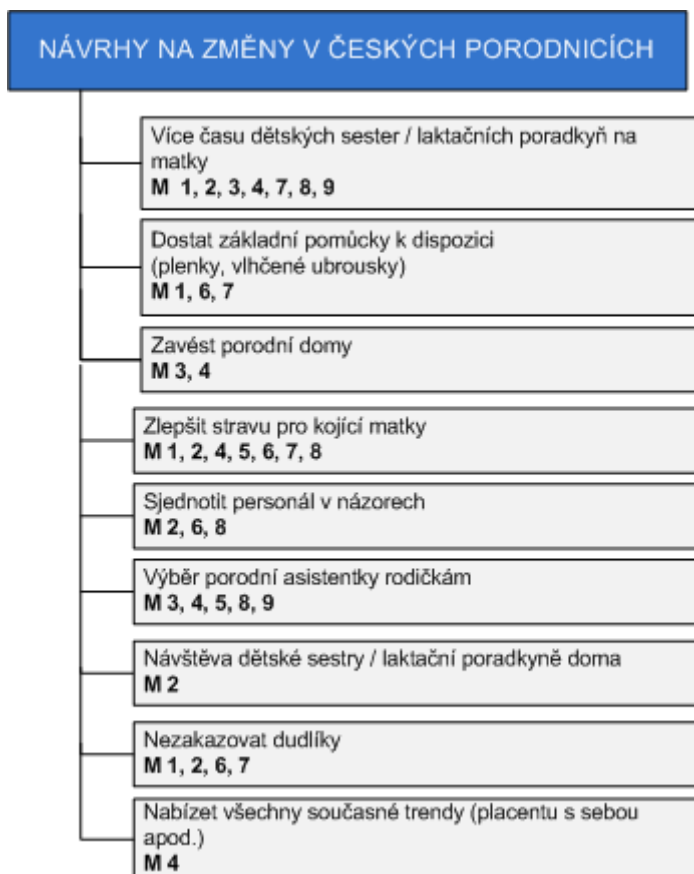 NÁVRHY NA ZMĚNY V ČESKÝCH PORODNICÍCH
Více času dětských sester / laktačních poradkyň na
matky
M 1, 2, 3, 4, 7, 8, 9
Dostat základní pomůcky k dispozici
(plenky, vlhčené ubrousky)
M 1, 6, 7
Zavést porodní domy
M 3, 4
Zlepšit stravu pro kojící matky
M 1, 2, 4, 5, 6, 7, 8
Sjednotit personál v názorech
M 2, 6, 8
Výběr porodní asistentky rodičkám
M 3, 4, 5, 8, 9
Návštěva dětské sestry / laktační poradkyně doma
M 2
Nezakazovat dudlíky
M 1, 2, 6, 7
Nabízet všechny současné trendy (placentu s sebou
apod.)
M 4